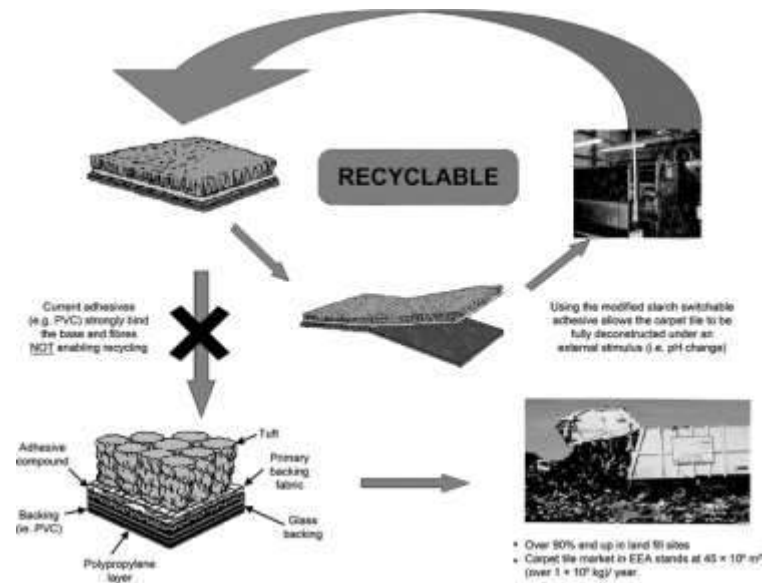 RECYCLABLE
Current adhesives
(e.g. PVC) strongly bind
the base and fibres
NOT enabling recycling
Using the modified starch switchable
adhesive allows the carpet tile to be
fully deconstructed under an
external stimulus (i.e. pH change)
Tuft
Adhesive
compound
Primary
backing
fabric
Backing
(ie. PVC)
Glass
backing
Polypropylene
layer
• Over 90% end up in land fill sites
• Carpet tile market in EEA stands at 45 × 10⁶ m²
(over 1 × 10⁹ kg)/ year.